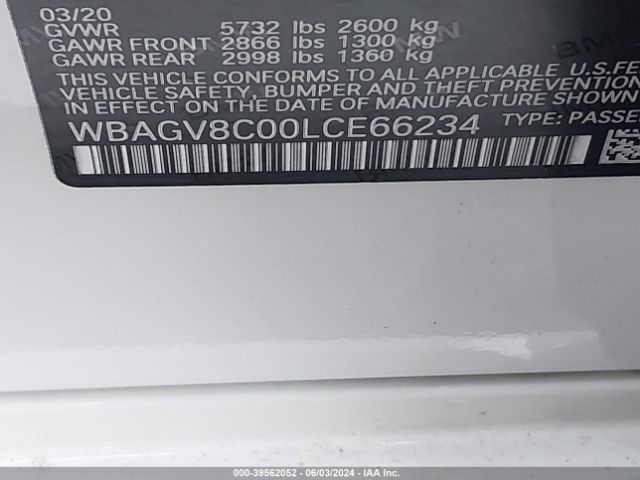 03/20
GVWR 5732 lbs 2600 kg
GAWR FRONT 2866 lbs 1300 kg
GAWR REAR 2998 lbs 1360 kg
THIS VEHICLE CONFORMS TO ALL APPLICABLE U.S. FE
VEHICLE SAFETY, BUMPER AND THEFT PREVENTION
IN EFFECT ON THE DATE OF MANUFACTURE SHOWN
WBAGV8C00LCE66234 TYPE: PASSE
000-39562052 - 06/03/2024 - IAA Inc.